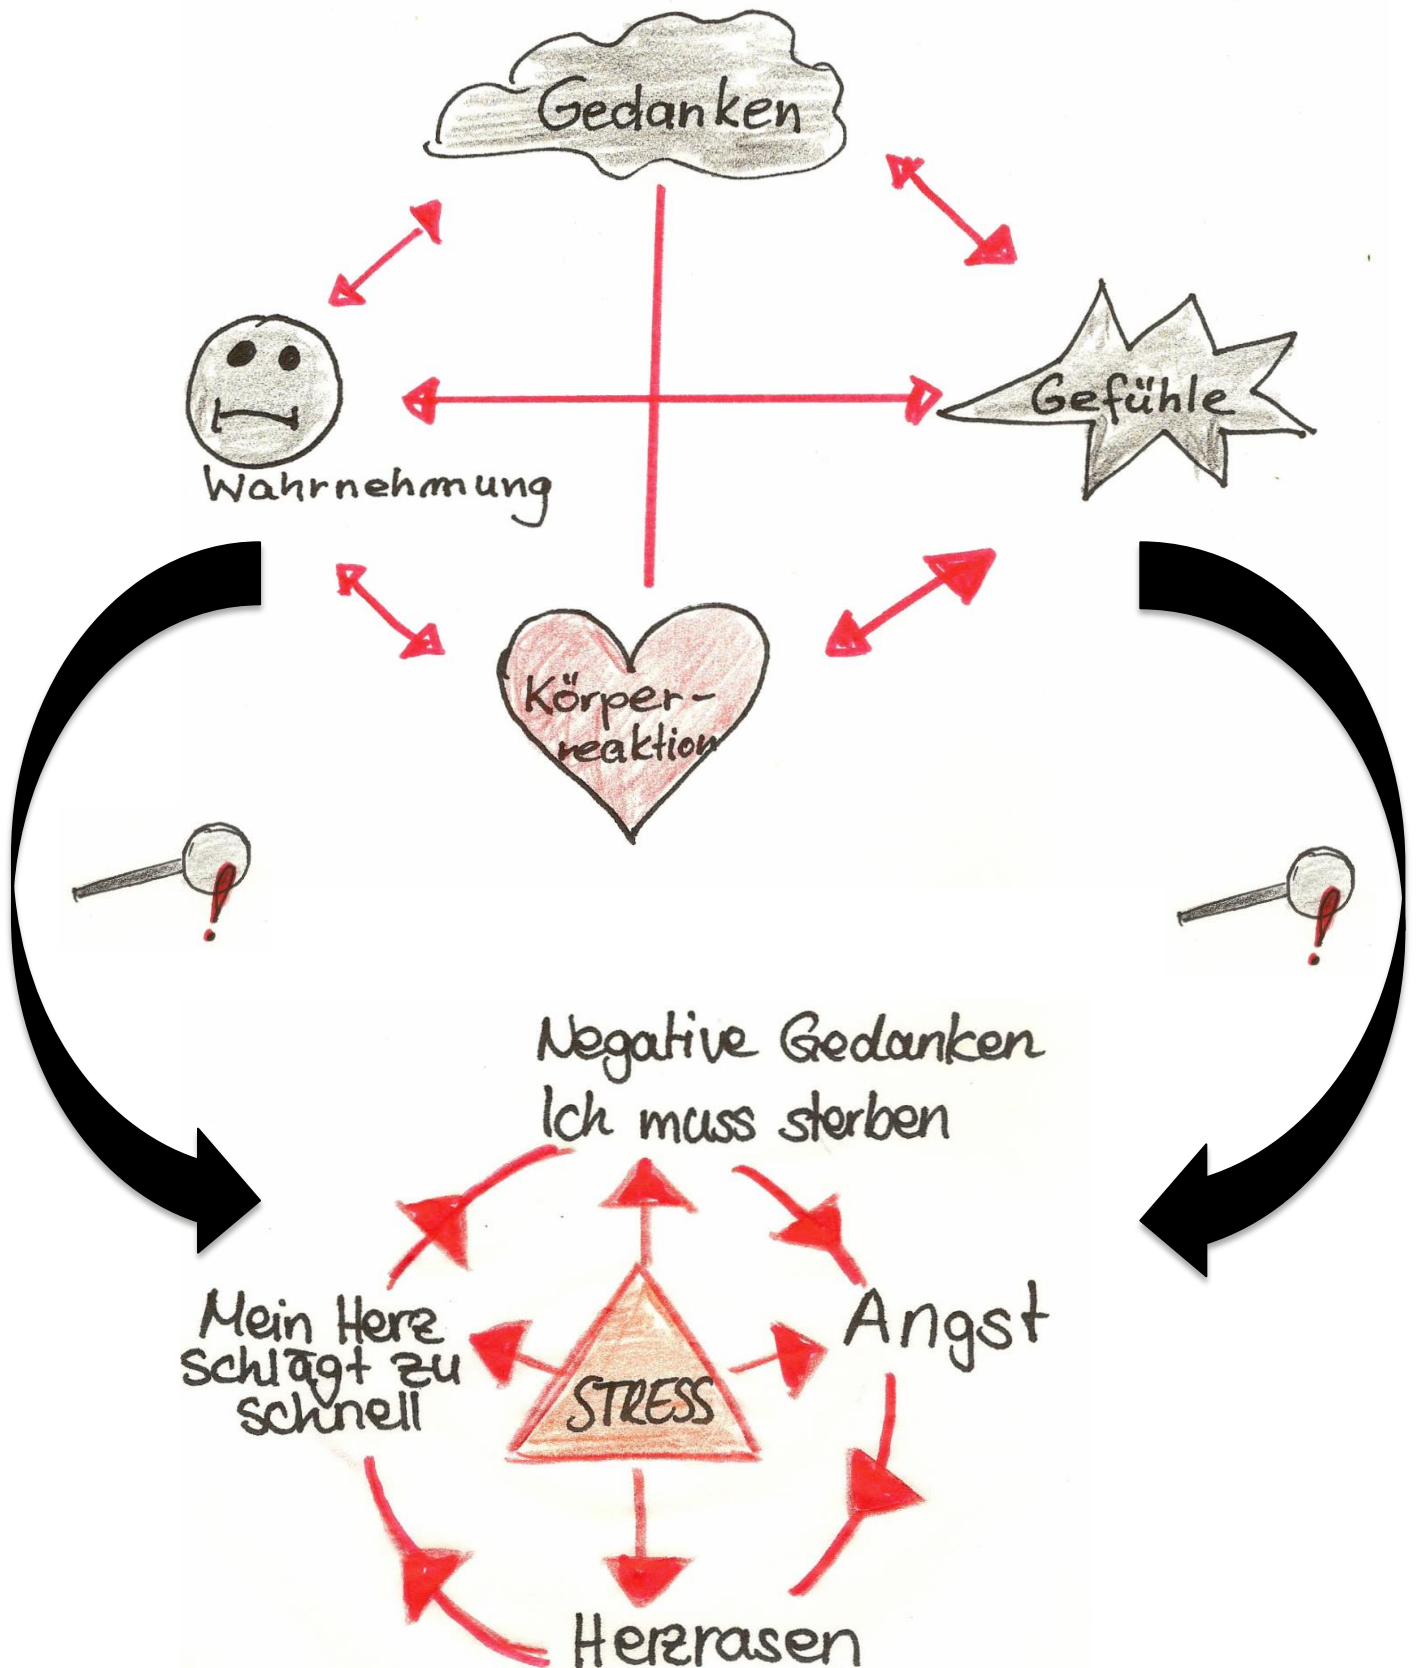 Gedanken
Gefühle
Wahrnehmung
Körper-
reaktion
!
!
Negative Gedanken
Ich muss sterben
Mein Herz
schlägt zu
schnell
Angst
STRESS
Herzrasen